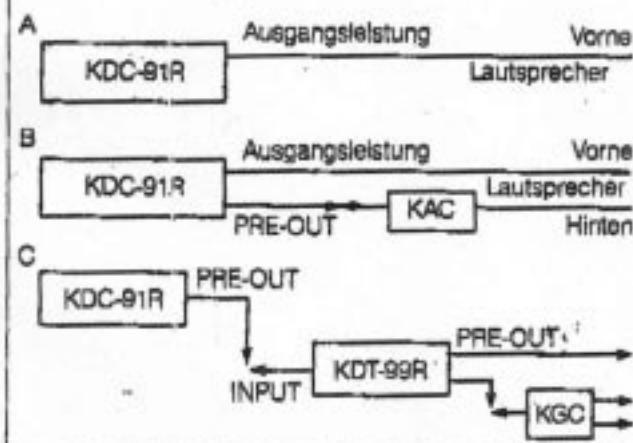 A
Ausgangsleistung Vorne
KDC-91R
Lautsprecher
B
Ausgangsleistung Vorne
KDC-91R
Lautsprecher
KAC
PRE-OUT Hinten
C
PRE-OUT
KDC-91R
PRE-OUT
KDT-99R
INPUT
KGC